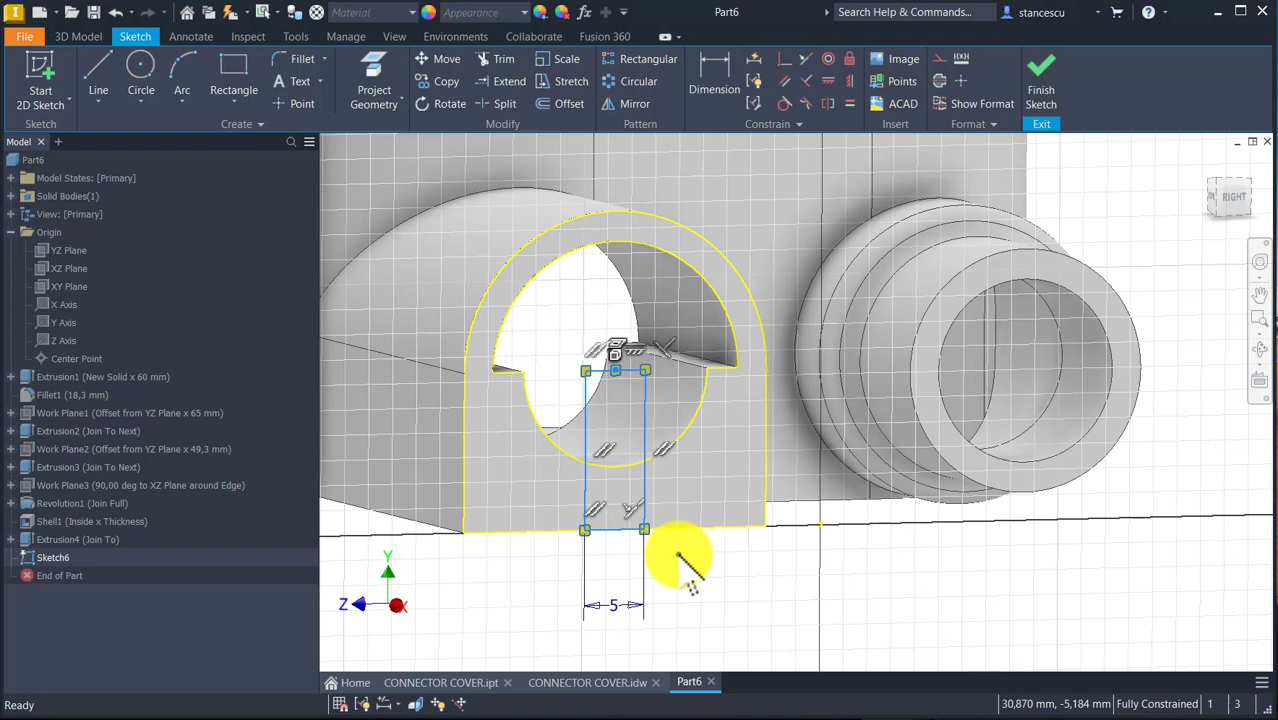 Material
Appearance
Part6
Search Help & Commands...
stancescu
File
3D Model
Sketch
Annotate
Inspect
Tools
Manage
View
Environments
Collaborate
Fusion 360
Start
2D Sketch
Line
Circle
Arc
Rectangle
Fillet
Text
Point
Project
Geometry
Move
Copy
Rotate
Trim
Extend
Split
Scale
Stretch
Offset
Rectangular
Circular
Mirror
Dimension
Image
Points
ACAD
Show Format
Finish
Sketch
Sketch
Create
Modify
Pattern
Constrain
Insert
Format
Exit
Model
Part6
Model States: [Primary]
Solid Bodies(1)
View: [Primary]
Origin
YZ Plane
XZ Plane
XY Plane
X Axis
Y Axis
Z Axis
Center Point
Extrusion1 (New Solid x 60 mm)
Fillet1 (18,3 mm)
Work Plane1 (Offset from YZ Plane x 65 mm)
Extrusion2 (Join To Next)
Work Plane2 (Offset from YZ Plane x 49,3 mm)
Extrusion3 (Join To Next)
Work Plane3 (90,00 deg to XZ Plane around Edge)
Revolution1 (Join Full)
Shell1 (Inside x Thickness)
Extrusion4 (Join To)
Sketch6
End of Part
RIGHT
Y
Z
X
5
Home
CONNECTOR COVER.ipt
CONNECTOR COVER.idw
Part6
Ready
30,870 mm, -5,184 mm
Fully Constrained
1
3